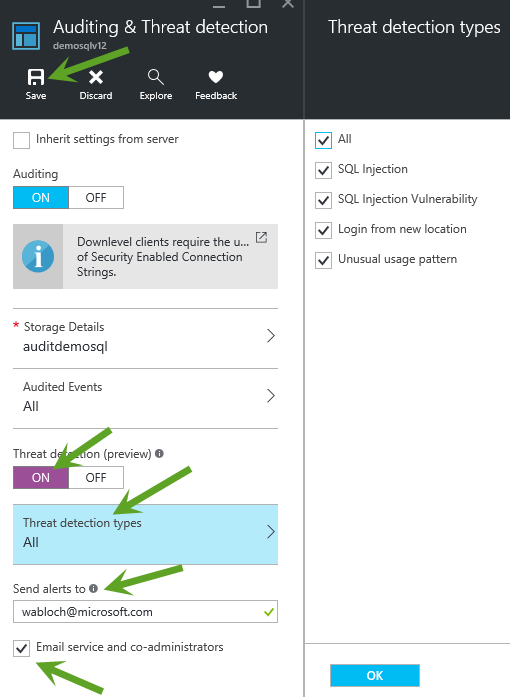 Auditing & Threat detection
demosqlv12
Save
Discard
Explore
Feedback
Inherit settings from server
Auditing
ON
OFF
Downlevel clients require the u...
of Security Enabled Connection
Strings.
* Storage Details
auditdemosql
Audited Events
All
Threat detection (preview)
ON
OFF
Threat detection types
All
Send alerts to
wabloch@microsoft.com
Email service and co-administrators
Threat detection types
All
SQL Injection
SQL Injection Vulnerability
Login from new location
Unusual usage pattern
OK